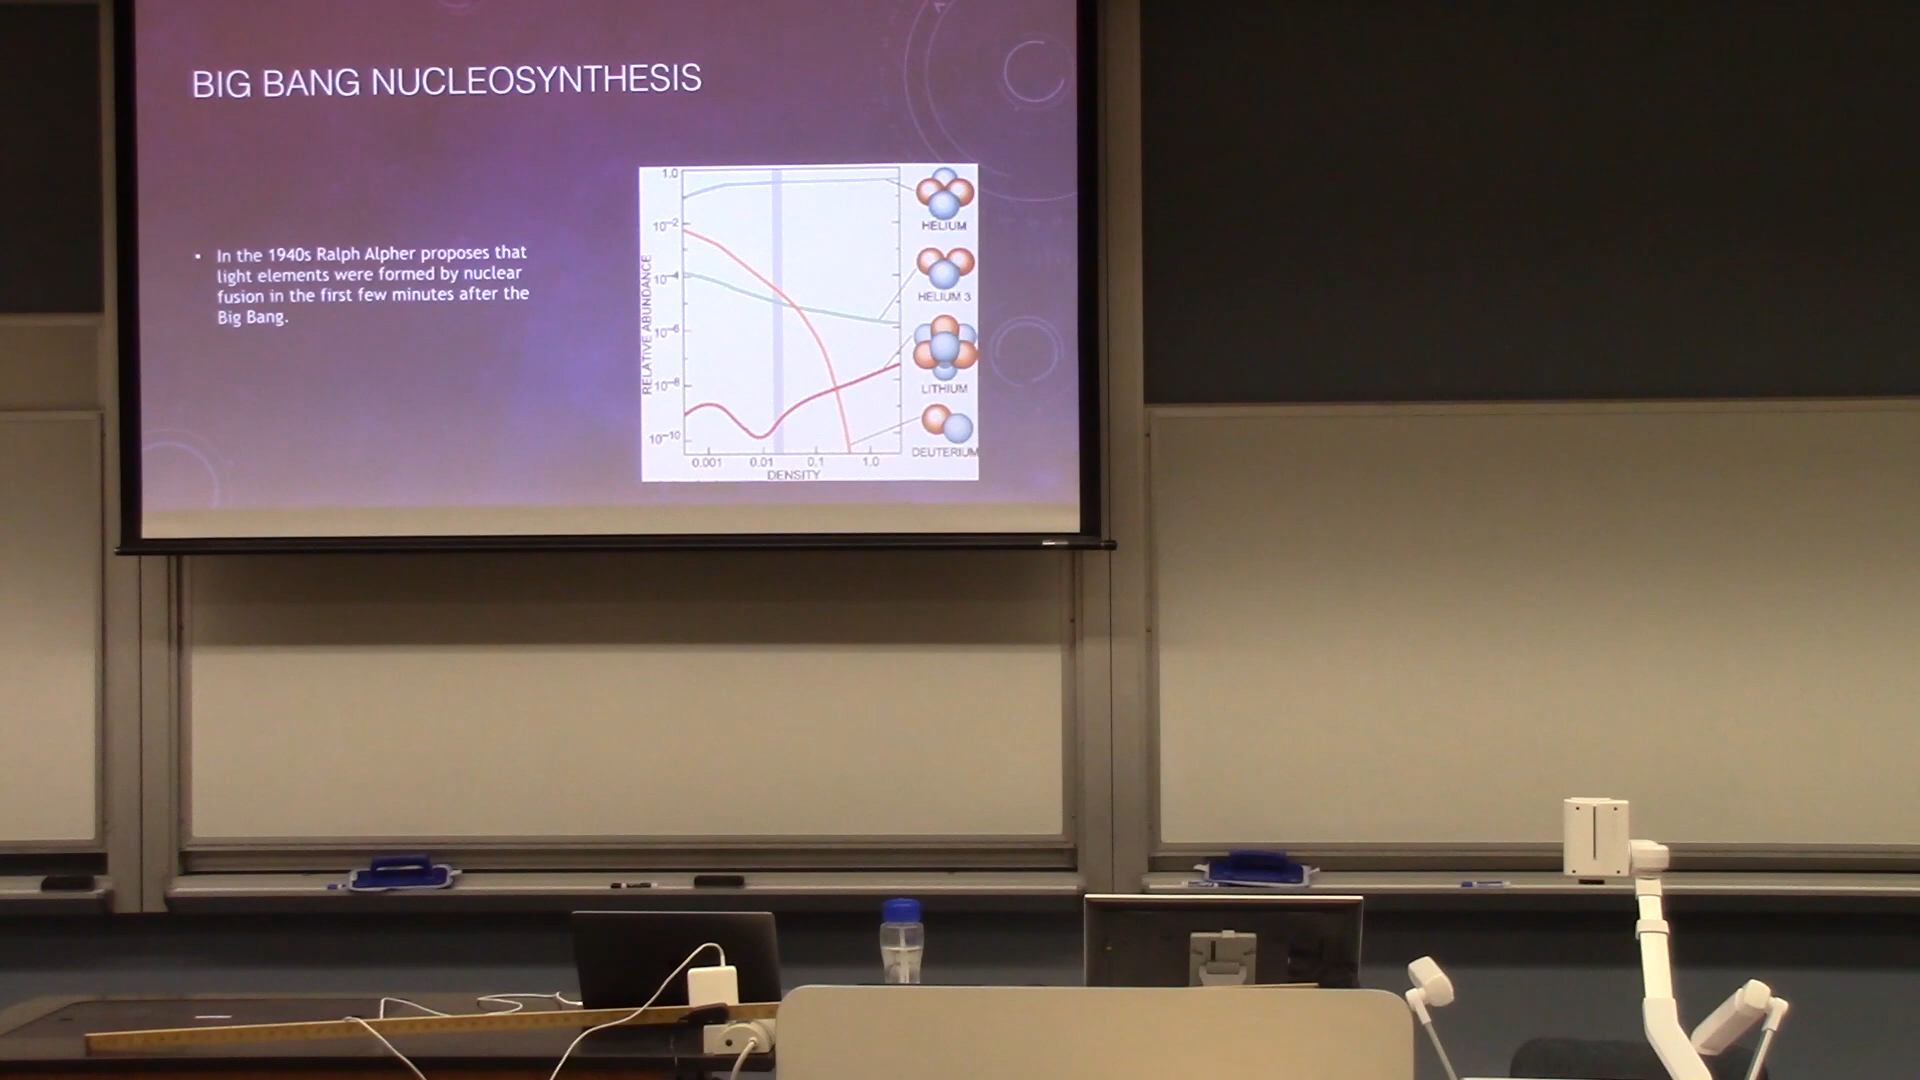 BIG BANG NUCLEOSYNTHESIS
• In the 1940s Ralph Alpher proposes that
light elements were formed by nuclear
fusion in the first few minutes after the
Big Bang.
RELATIVE ABUNDANCE
1.0
10−2
10−4
10−6
10−8
10−10
0.001 0.01 0.1 1.0
DENSITY
HELIUM
HELIUM 3
LITHIUM
DEUTERIUM